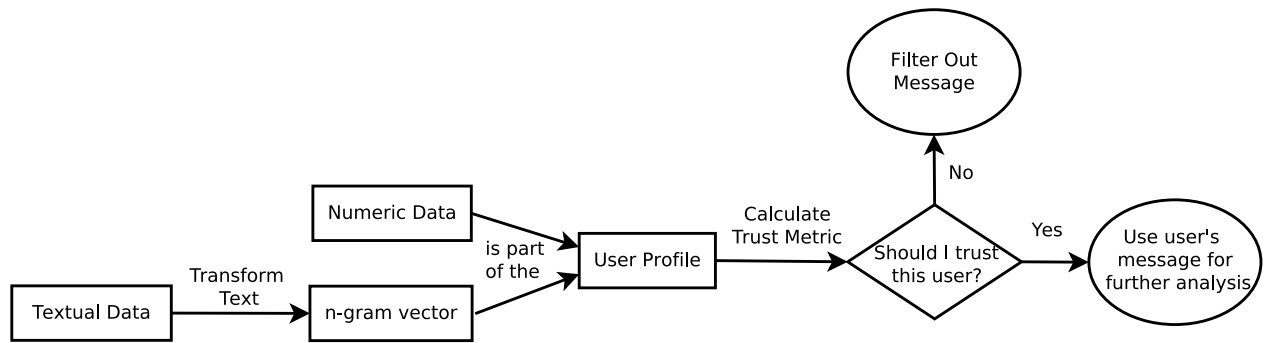 Filter Out
Message
No
Numeric Data
is part
of the
Calculate
Trust Metric
User Profile
Should I trust
this user?
Yes
Use user's
message for
further analysis
Transform
Text
Textual Data
n-gram vector